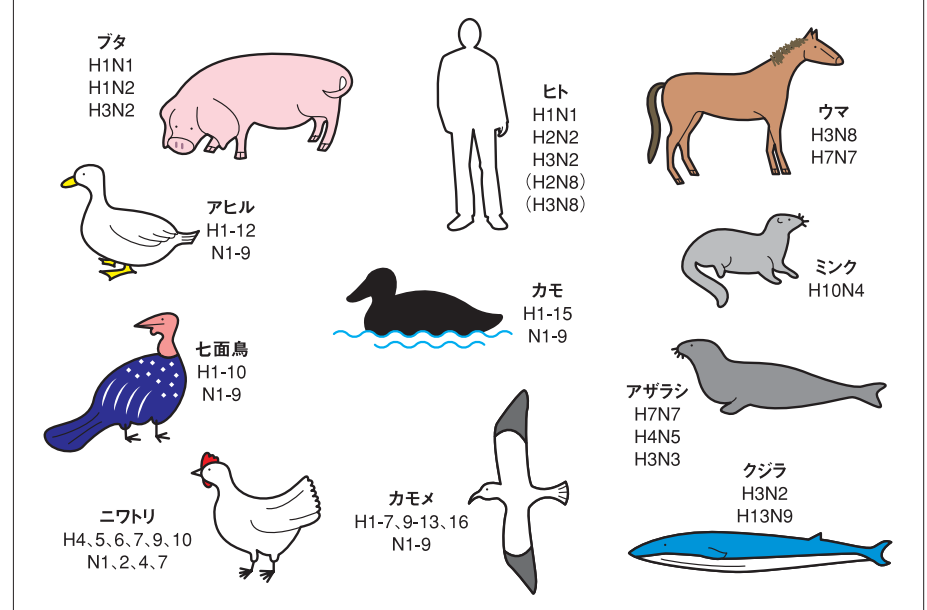 ブタ
H1N1
H1N2
H3N2
ヒト
H1N1
H2N2
H3N2
（H2N8）
（H3N8）
ウマ
H3N8
H7N7
アヒル
H1-12
N1-9
ミンク
H10N4
カモ
H1-15
N1-9
七面鳥
H1-10
N1-9
アザラシ
H7N7
H4N5
H3N3
ニワトリ
H4、5、6、7、9、10
N1、2、4、7
カモメ
H1-7、9-13、16
N1-9
クジラ
H3N2
H13N9